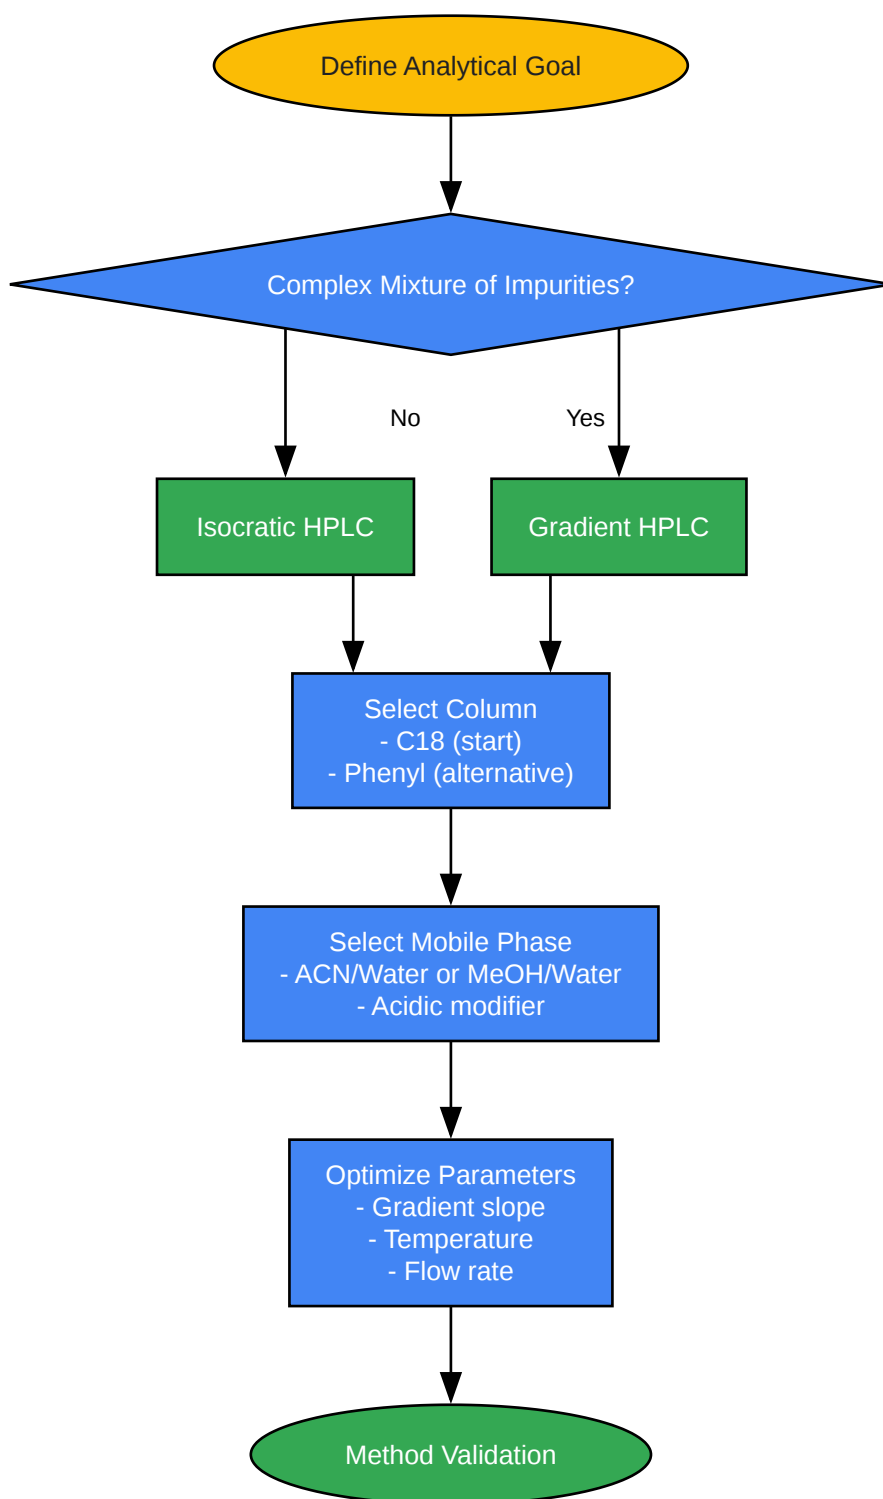 Define Analytical Goal
Complex Mixture of Impurities?
No
Yes
Isocratic HPLC
Gradient HPLC
Select Column
- C18 (start)
- Phenyl (alternative)
Select Mobile Phase
- ACN/Water or MeOH/Water
- Acidic modifier
Optimize Parameters
- Gradient slope
- Temperature
- Flow rate
Method Validation